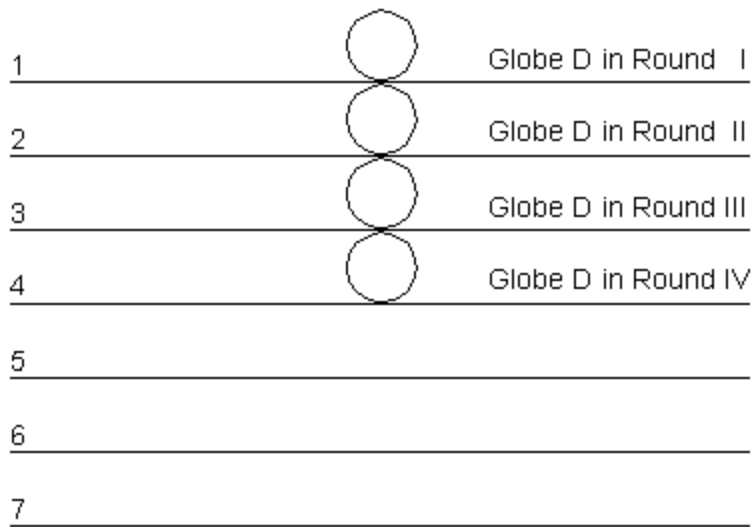 1 Globe D in Round I
2 Globe D in Round II
3 Globe D in Round III
4 Globe D in Round IV
5
6
7